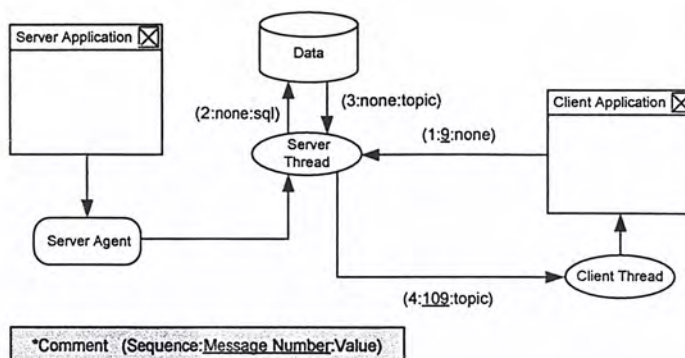 Server Application
Data
(2:none:sql)
(3:none:topic)
Client Application
(1:9:none)
Server
Thread
Server Agent
Client Thread
(4:109:topic)
*Comment (Sequence:Message Number:Value)